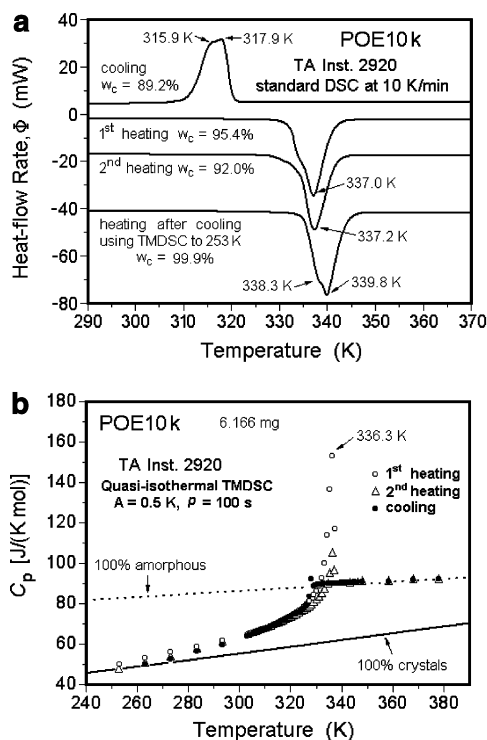 a
315.9 K
317.9 K
POE10k
TA Inst. 2920
standard DSC at 10 K/min
cooling
w c = 89.2%
1st heating w c = 95.4%
2nd heating w c = 92.0%
337.0 K
heating after cooling
using TMDSC to 253 K
w c = 99.9%
337.2 K
338.3 K
339.8 K
Heat-flow Rate, Φ (mW)
40
20
0
-20
-40
-60
-80
290 300 310 320 330 340 350 360 370
Temperature (K)
b
POE10k
6.166 mg
336.3 K
TA Inst. 2920
Quasi-isothermal TMDSC
A = 0.5 K, p = 100 s
1st heating
2nd heating
cooling
100% amorphous
100% crystals
Cp [J/(K mol)]
180
160
140
120
100
80
60
40
240 260 280 300 320 340 360 380
Temperature (K)